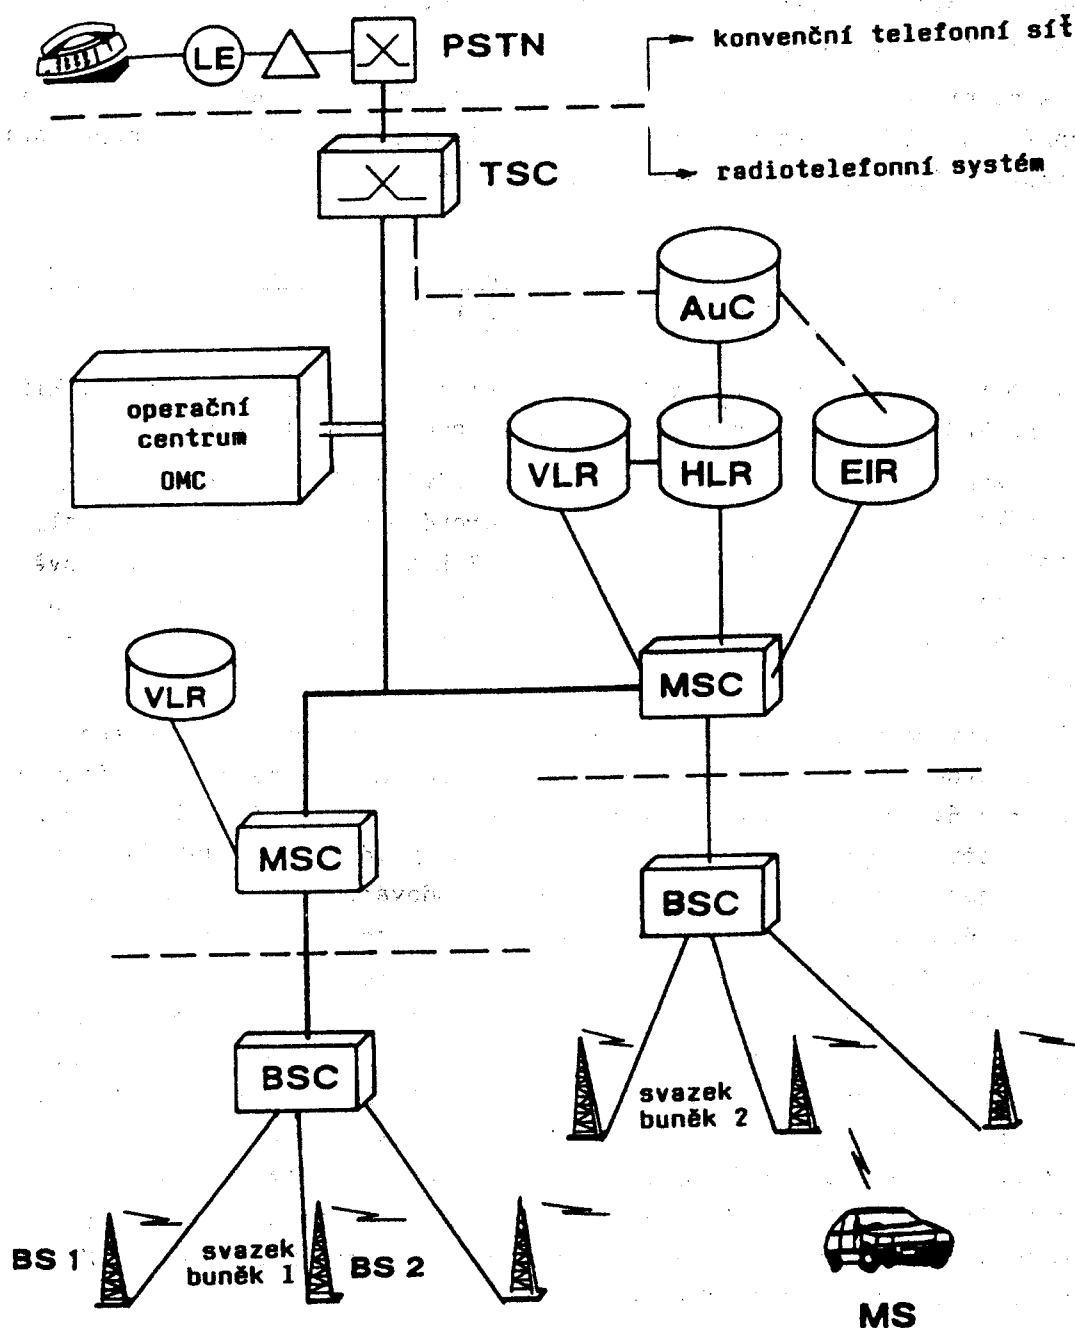 LE
PSTN
konvenční telefonní síť
TSC
radiotelefonní systém
AuC
operační
centrum
OMC
VLR
HLR
EIR
VLR
MSC
MSC
BSC
BSC
svazek
buněk 2
BS 1
svazek
buněk 1
BS 2
MS